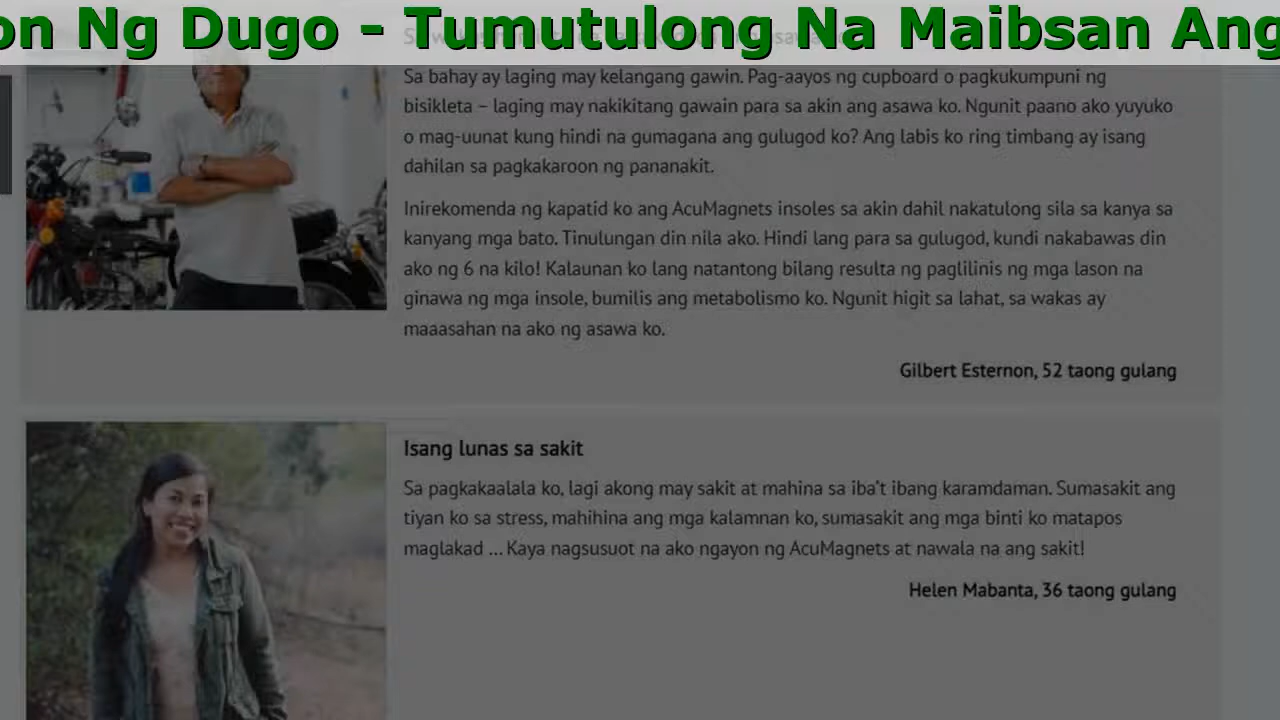 on Ng Dugo - Tumutulong Na Maibsan Ang
Sa bahay ay laging may kelangang gawin. Pag-aayos ng cupboard o pagkukumpuni ng
bisikleta – laging may nakikitang gawain para sa akin ang asawa ko. Ngunit paano ako yuyuko
o mag-uunat kung hindi na gumagana ang gulugod ko? Ang labis ko ring timbang ay isang
dahilan sa pagkakaroon ng pananakit.
Inirekomenda ng kapatid ko ang AcuMagnets insoles sa akin dahil nakatulong sila sa kanya sa
kanyang mga bato. Tinulungan din nila ako. Hindi lang para sa gulugod, kundi nakabawas din
ako ng 6 na kilo! Kalaunan ko lang natantong bilang resulta ng paglilinis ng mga lason na
ginawa ng mga insole, bumilis ang metabolismo ko. Ngunit higit sa lahat, sa wakas ay
maaasahan na ako ng asawa ko.
Gilbert Esternon, 52 taong gulang
Isang lunas sa sakit
Sa pagkakaalala ko, lagi akong may sakit at mahina sa iba't ibang karamdaman. Sumasakit ang
tiyan ko sa stress, mahihina ang mga kalamnan ko, sumasakit ang mga binti ko matapos
maglakad ... Kaya nagsusuot na ako ngayon ng AcuMagnets at nawala na ang sakit!
Helen Mabanta, 36 taong gulang